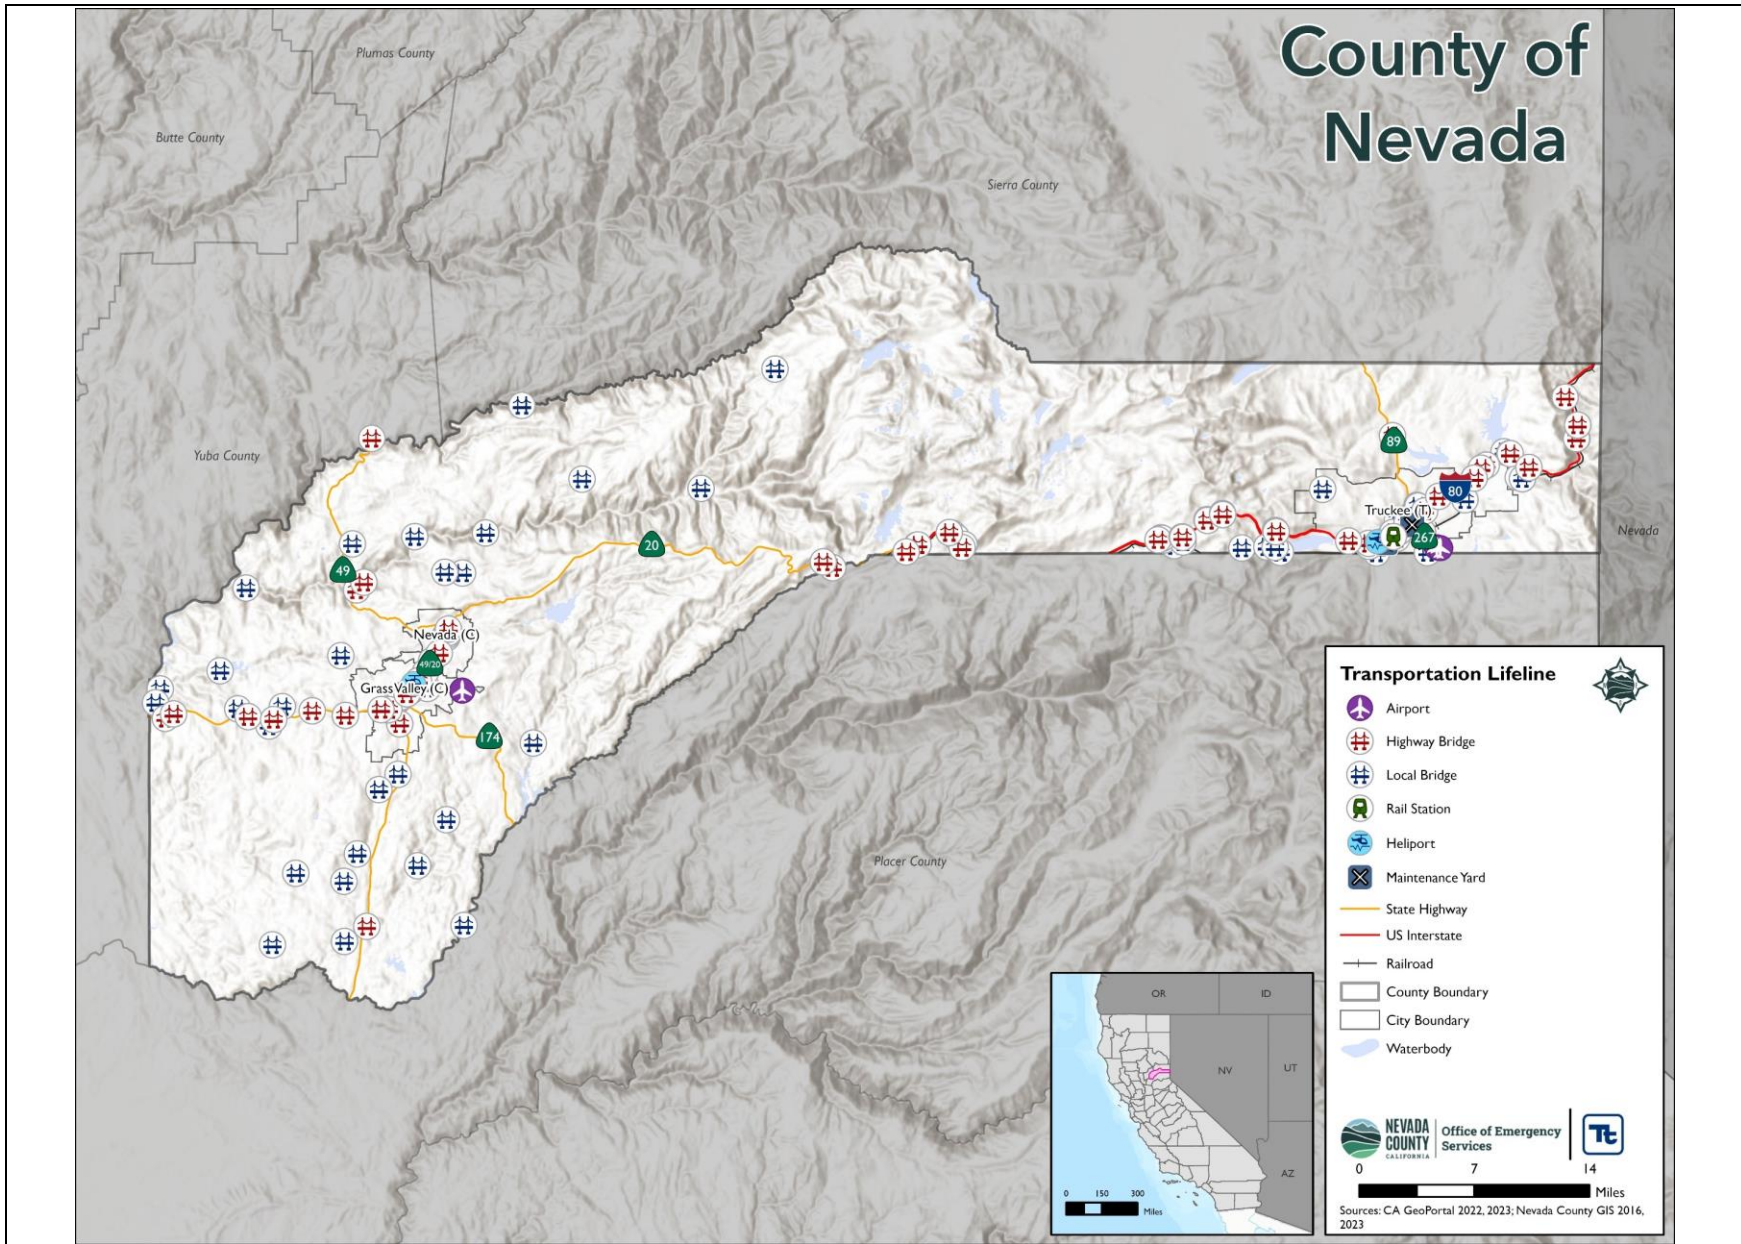 County of
Nevada
Plumas County
Butte County
Sierra County
Yuba County
89
80
Truckee (T)
267
Nevada
20
49
Nevada (C)
49/20
Grass Valley (C)
174
Placer County
Transportation Lifeline
Airport
Highway Bridge
Local Bridge
Rail Station
Heliport
Maintenance Yard
State Highway
US Interstate
Railroad
County Boundary
City Boundary
Waterbody
OR
ID
NV
UT
AZ
0 150 300
Miles
NEVADA
COUNTY
CALIFORNIA
Office of Emergency
Services
Tt
0 7 14
Miles
Sources: CA GeoPortal 2022, 2023; Nevada County GIS 2016,
2023